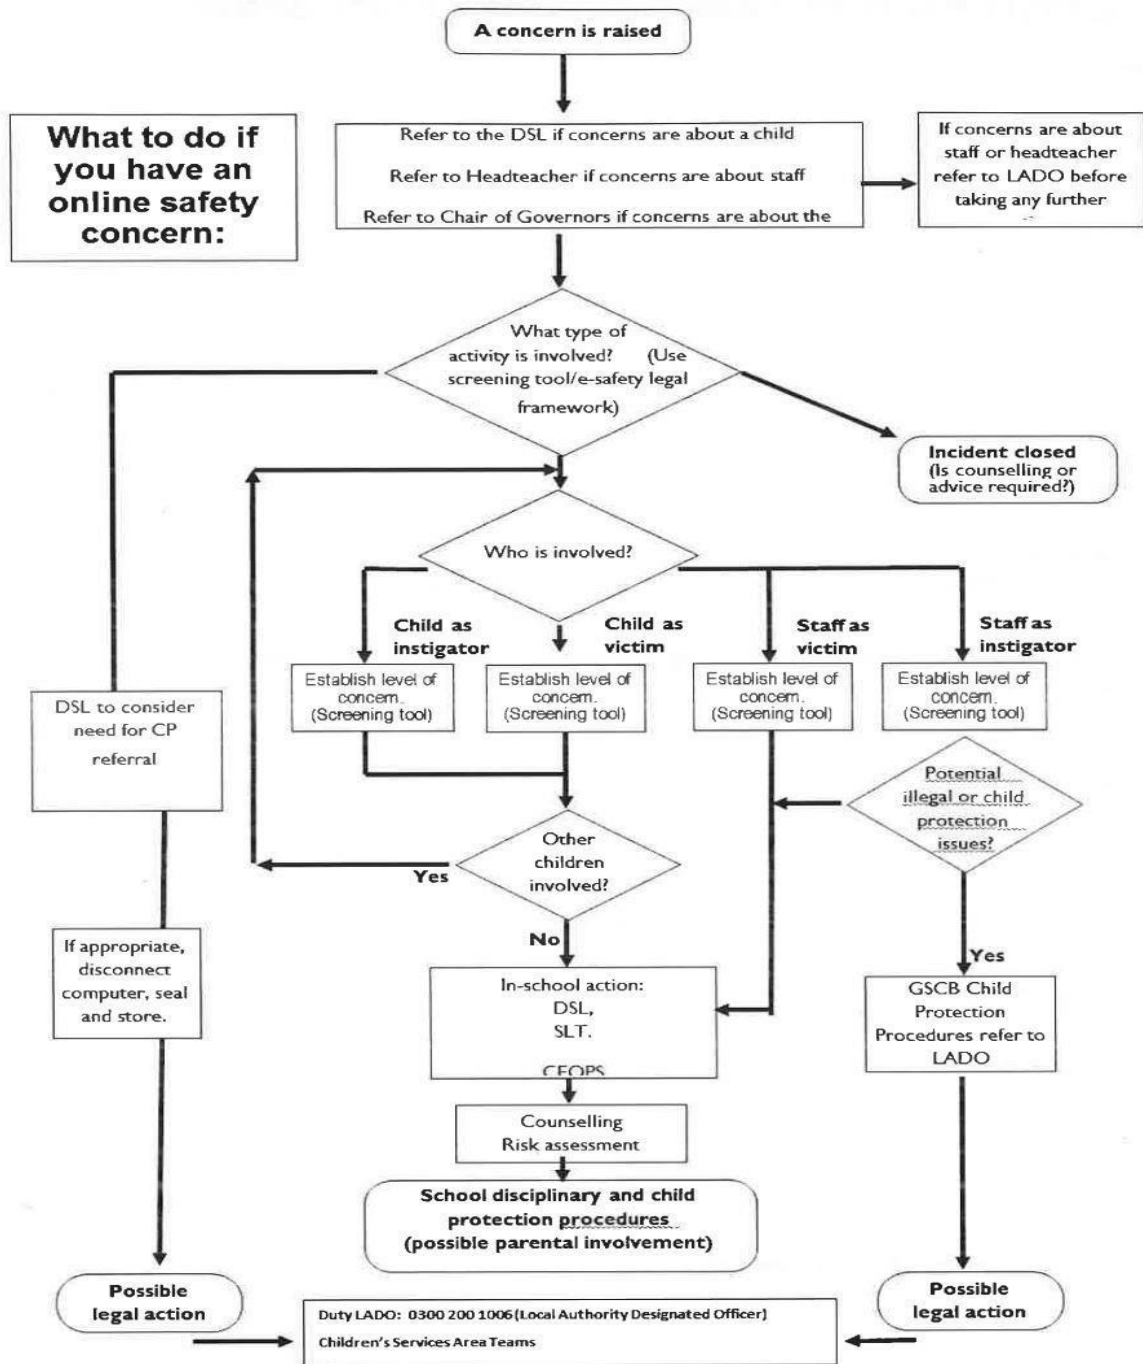 A concern is raised
What to do if
you have an
online safety
concern:
Refer to the DSL if concerns are about a child
Refer to Headteacher if concerns are about staff
Refer to Chair of Governors if concerns are about the
If concerns are about
staff or headteacher
refer to LADO before
taking any further
What type of
activity is involved? (Use
screening tool/e-safety legal
framework)
Incident closed
(Is counselling or
advice required?)
Who is involved?
Child as
instigator
Child as
victim
Staff as
victim
Staff as
instigator
Establish level of
concern.
(Screening tool)
Establish level of
concern.
(Screening tool)
Establish level of
concern.
(Screening tool)
Establish level of
concern.
(Screening tool)
DSL to consider
need for CP
referral
Potential
illegal or child
protection
issues?
Other
children
involved?
Yes
No
If appropriate,
disconnect
computer, seal
and store.
In-school action:
DSL,
SLT.
CEOPS
Yes
GSCB Child
Protection
Procedures refer to
LADO
Counselling
Risk assessment
School disciplinary and child
protection procedures
(possible parental involvement)
Possible
legal action
Possible
legal action
Duty LADO: 0300 200 1006 (Local Authority Designated Officer)
Children's Services Area Teams